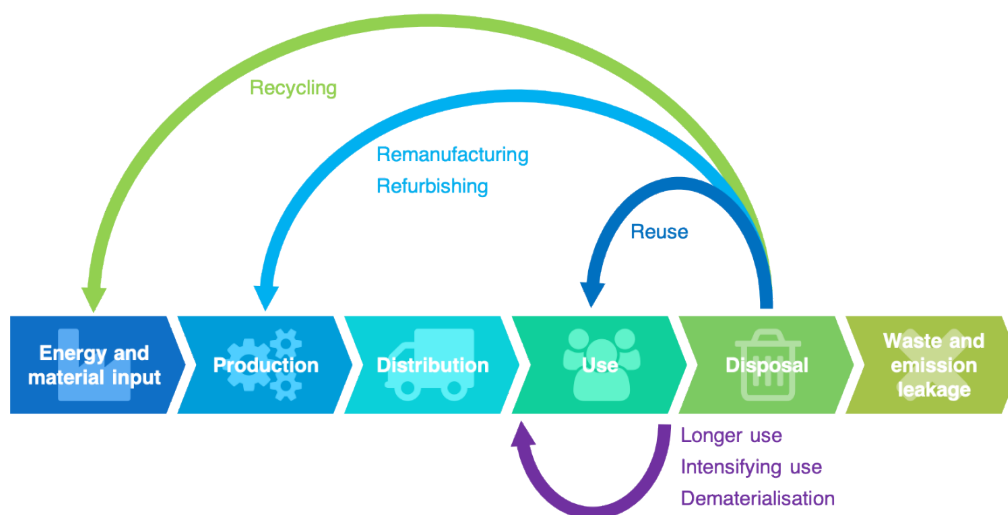 Recycling
Remanufacturing
Refurbishing
Reuse
Energy and
material input
Production
Distribution
Use
Disposal
Waste and
emission
leakage
Longer use
Intensifying use
Dematerialisation